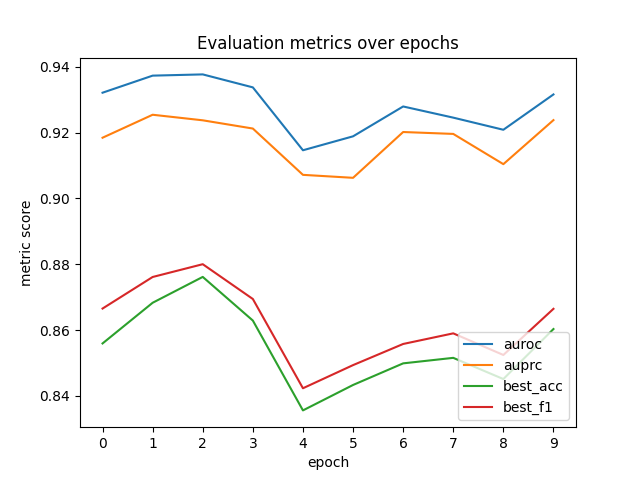 Evaluation metrics over epochs
metric score
0.94
0.92
0.90
0.88
0.86
0.84
auroc
auprc
best_acc
best_f1
0 1 2 3 4 5 6 7 8 9
epoch